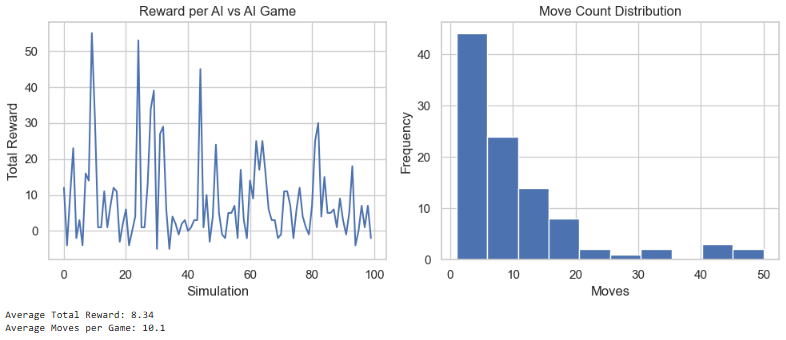 Reward per AI vs AI Game
Total Reward
50
40
30
20
10
0
0 20 40 60 80 100
Simulation
Move Count Distribution
Frequency
40
30
20
10
0
0 10 20 30 40 50
Moves
Average Total Reward: 8.34
Average Moves per Game: 10.1